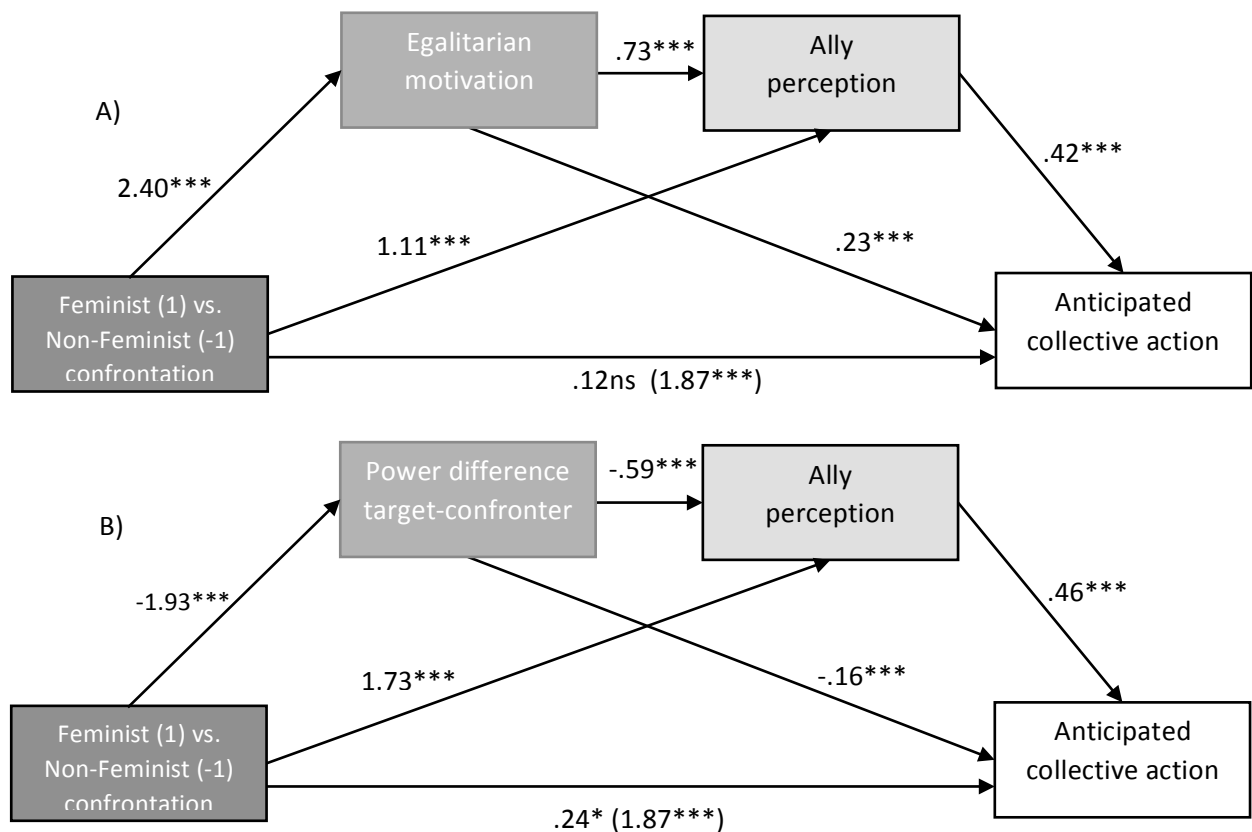 Egalitarian
motivation
.73***
Ally
perception
A)
2.40***
1.11***
.23***
.42***
Feminist (1) vs.
Non-Feminist (-1)
confrontation
Anticipated
collective action
.12ns (1.87***)
Power difference
target-confronter
-.59***
Ally
perception
B)
-1.93***
1.73***
-.16***
.46***
Feminist (1) vs.
Non-Feminist (-1)
confrontation
Anticipated
collective action
.24* (1.87***)